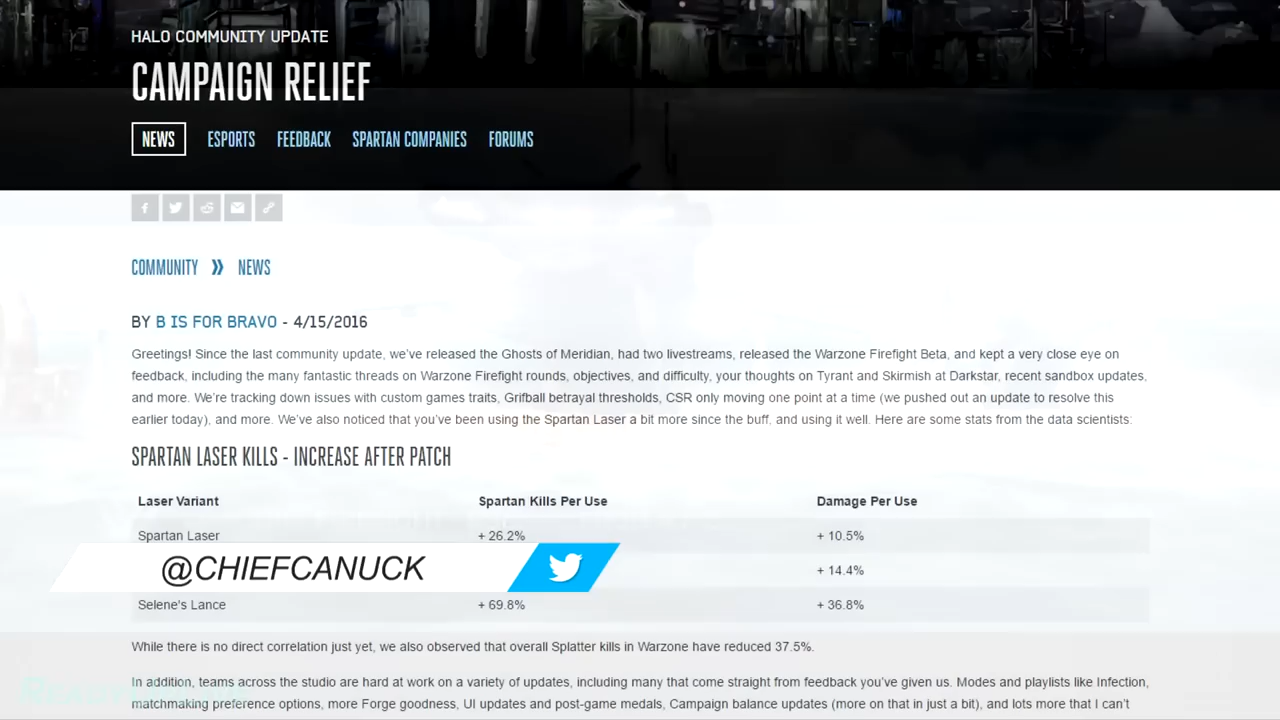 HALO COMMUNITY UPDATE
CAMPAIGN RELIEF
NEWS ESPORTS FEEDBACK SPARTAN COMPANIES FORUMS
COMMUNITY » NEWS
BY B IS FOR BRAVO - 4/15/2016
Greetings! Since the last community update, we've released the Ghosts of Meridian, had two livestreams, released the Warzone Firefight Beta, and kept a very close eye on
feedback, including the many fantastic threads on Warzone Firefight rounds, objectives, and difficulty, your thoughts on Tyrant and Skirmish at Darkstar, recent sandbox updates,
and more. We're tracking down issues with custom games traits, Grifball betrayal thresholds, CSR only moving one point at a time (we pushed out an update to resolve this
earlier today), and more. We've also noticed that you've been using the Spartan Laser a bit more since the buff, and using it well. Here are some stats from the data scientists:
SPARTAN LASER KILLS - INCREASE AFTER PATCH
Laser Variant Spartan Kills Per Use Damage Per Use
Spartan Laser + 26.2% + 10.5%
@CHIEFCANUCK
+ 14.4%
Selene's Lance + 69.8% + 36.8%
While there is no direct correlation just yet, we also observed that overall Splatter kills in Warzone have reduced 37.5%.
In addition, teams across the studio are hard at work on a variety of updates, including many that come straight from feedback you've given us. Modes and playlists like Infection,
matchmaking preference options, more Forge goodness, UI updates and post-game medals, Campaign balance updates (more on that in just a bit), and lots more that I can't